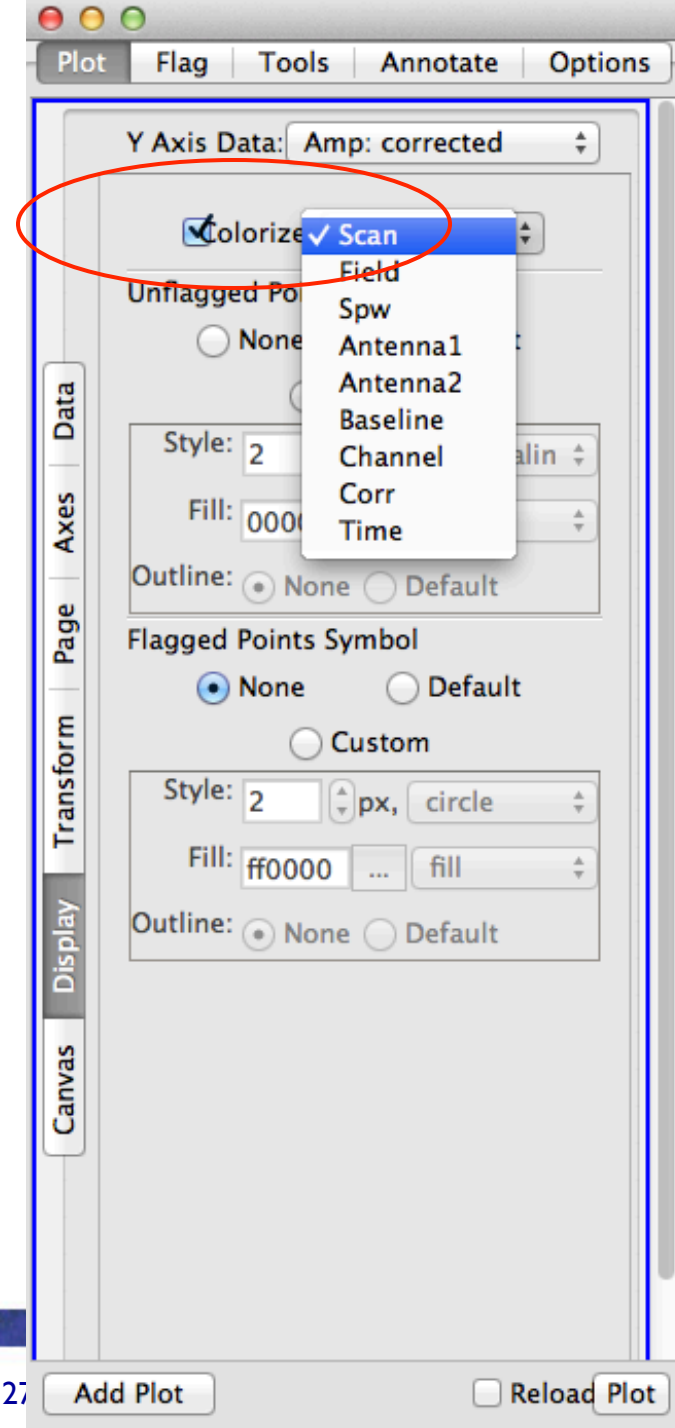 Plot Flag Tools Annotate Options
Y Axis Data: Amp: corrected
Colorize ✓ Scan
Field
Unflagged
Spw
None
Antenna1
Antenna2
Baseline
Style: 2
Channel
Corr
Fill:
Time
Outline: None Default
Flagged Points Symbol
None Default
Custom
Style: 2 px, circle
Fill: ff0000 ... fill
Outline: None Default
Data
Axes
Page
Transform
Display
Canvas
27
Add Plot Reload Plot